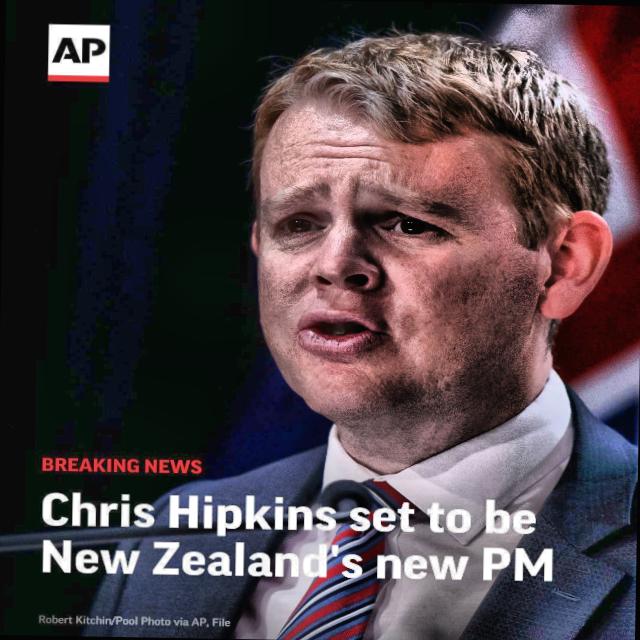 AP
BREAKING NEWS
Chris Hipkins set to be
New Zealand's new PM
Robert Kitchin/Pool Photo via AP, File